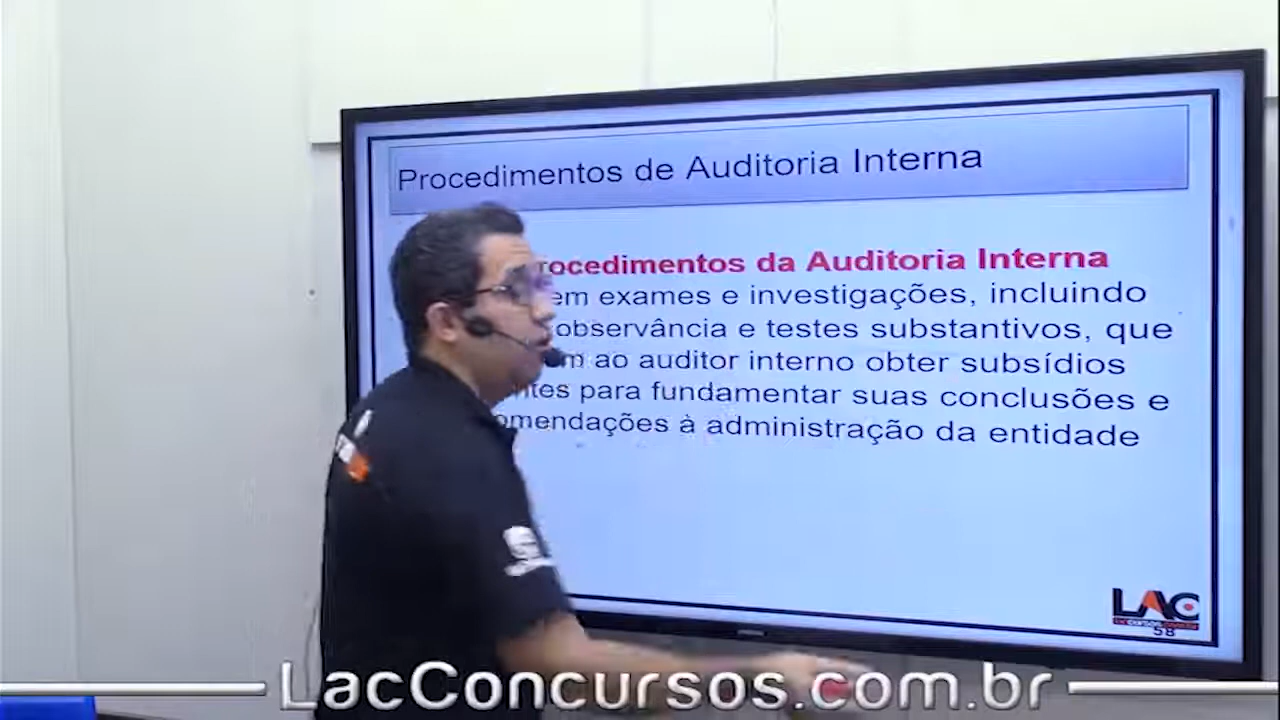 Procedimentos de Auditoria Interna
rocedimentos da Auditoria Interna
em exames e investigações, incluindo
observância e testes substantivos, que
m ao auditor interno obter subsídios
ntes para fundamentar suas conclusões e
omendações à administração da entidade
LAC
58
LacConcursos.com.br